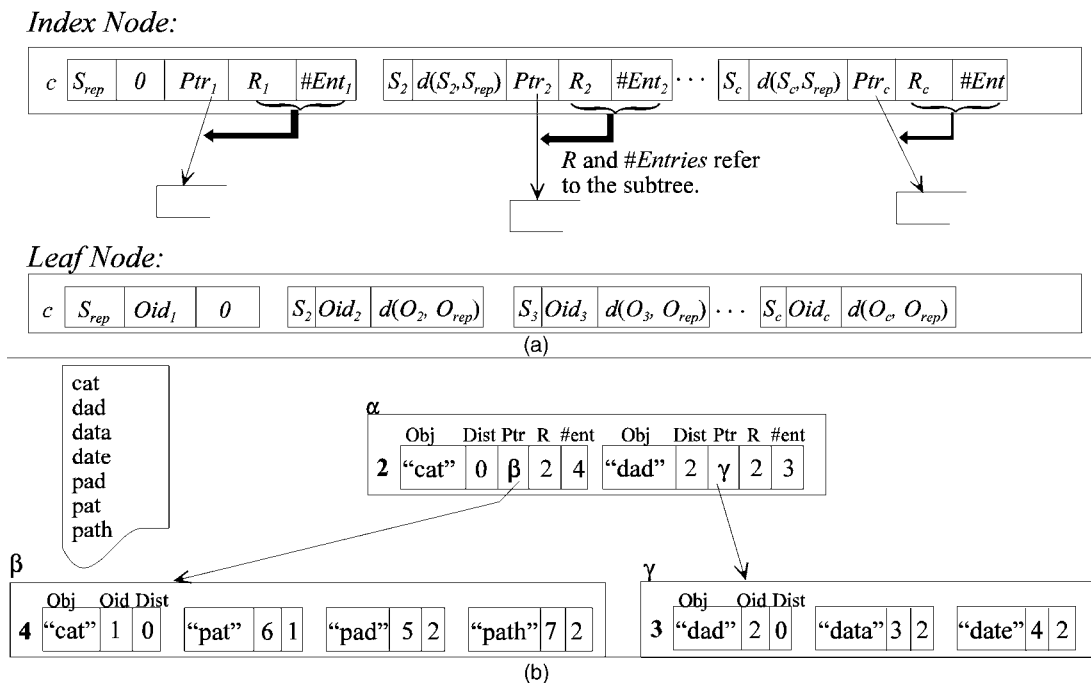 Index Node:
c S_rep 0 Ptr_1 R_1 #Ent_1 S_2 d(S_2,S_rep) Ptr_2 R_2 #Ent_2 · · · S_c d(S_c,S_rep) Ptr_c R_c #Ent
R and #Entries refer
to the subtree.
Leaf Node:
c S_rep Oid_1 0 S_2 Oid_2 d(O_2, O_rep) S_3 Oid_3 d(O_3, O_rep) · · · S_c Oid_c d(O_c, O_rep)
(a)
cat
dad
data
date
pad
pat
path
α
Obj Dist Ptr R #ent Obj Dist Ptr R #ent
2 “cat” 0 β 2 4 “dad” 2 γ 2 3
β
Obj Oid Dist
4 “cat” 1 0 “pat” 6 1 “pad” 5 2 “path” 7 2
γ
Obj Oid Dist
3 “dad” 2 0 “data” 3 2 “date” 4 2
(b)